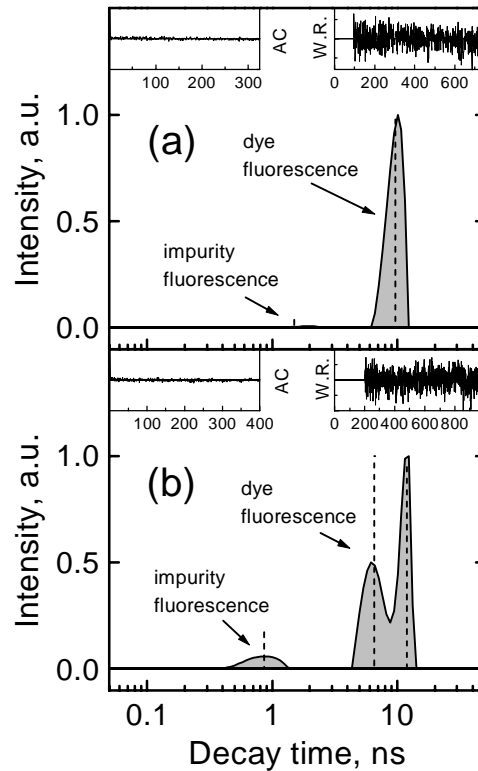 100 200 300
AC
W.R.
0 200 400 600
Intensity, a.u.
1.0
0.5
0.0
(a)
dye
fluorescence
impurity
fluorescence
100 200 300 400
AC
W.R.
0 200 400 600 800
Intensity, a.u.
1.0
0.5
0.0
(b)
dye
fluorescence
impurity
fluorescence
0.1 1 10
Decay time, ns